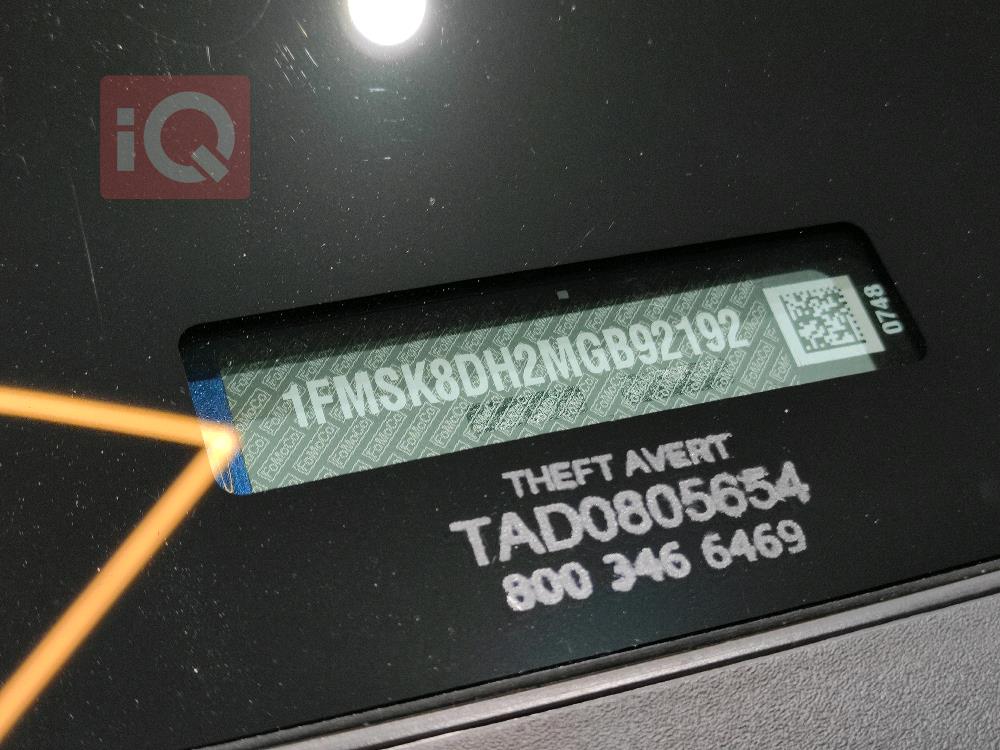 iQ
1FMSK8DH2MGB92192
0748
THEFT AVERT
TAD0805654
800 346 6469